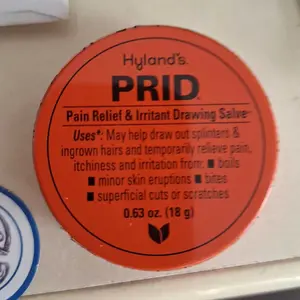 Hyland's
PRID
Pain Relief & Irritant Drawing Salve
Uses*: May help draw out splinters &
ingrown hairs and temporarily relieve pain,
itchiness and irritation from: ■ boils
■ minor skin eruptions ■ bites
■ superficial cuts or scratches
0.63 oz. (18 g)